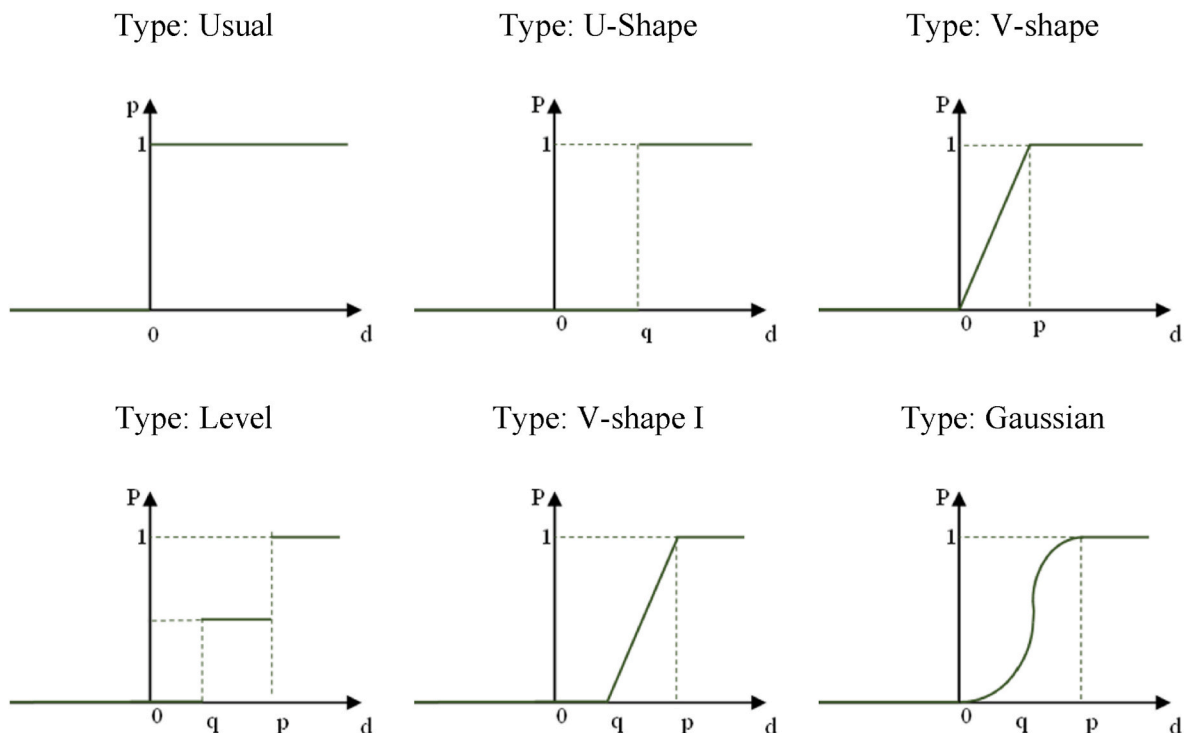 Type: Usual
p
1
0
d
Type: U-Shape
P
1
0
q
d
Type: V-shape
P
1
0
p
d
Type: Level
P
1
0
q
p
d
Type: V-shape I
P
1
0
q
p
d
Type: Gaussian
P
1
0
q
p
d